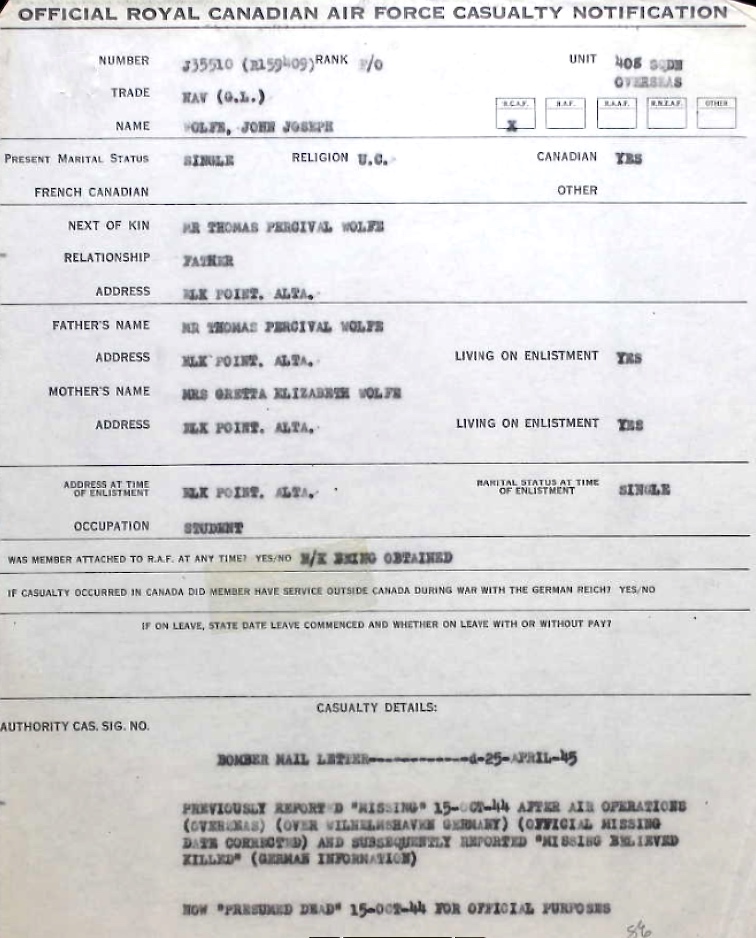 OFFICIAL ROYAL CANADIAN AIR FORCE CASUALTY NOTIFICATION
NUMBER J35510 (R159409) RANK F/O UNIT 408 SQDN
OVERSEAS
TRADE NAV (G.L.)
R.C.A.F. R.A.F. R.A.A.F. R.N.Z.A.F. OTHER
X
NAME WOLFE, JOHN JOSEPH
PRESENT MARITAL STATUS SINGLE RELIGION U.C. CANADIAN YES
FRENCH CANADIAN OTHER
NEXT OF KIN MR THOMAS PERCIVAL WOLFE
RELATIONSHIP FATHER
ADDRESS ELK POINT. ALTA.
FATHER'S NAME MR THOMAS PERCIVAL WOLFE
ADDRESS ELK POINT. ALTA. LIVING ON ENLISTMENT YES
MOTHER'S NAME MRS GRETTA ELIZABETH WOLFE
ADDRESS ELK POINT. ALTA. LIVING ON ENLISTMENT YES
ADDRESS AT TIME OF ENLISTMENT ELK POINT. ALTA. MARITAL STATUS AT TIME OF ENLISTMENT SINGLE
OCCUPATION STUDENT
WAS MEMBER ATTACHED TO R.A.F. AT ANY TIME? YES/NO N/K BEING OBTAINED
IF CASUALTY OCCURRED IN CANADA DID MEMBER HAVE SERVICE OUTSIDE CANADA DURING WAR WITH THE GERMAN REICH? YES/NO
IF ON LEAVE, STATE DATE LEAVE COMMENCED AND WHETHER ON LEAVE WITH OR WITHOUT PAY?
CASUALTY DETAILS:
AUTHORITY CAS. SIG. NO.
BOMBER MAIL LETTER------------d-25-APRIL-45
PREVIOUSLY REPORTED "MISSING" 15-OCT-44 AFTER AIR OPERATIONS
(OVERSEAS) (OVER WILHELMSHAVEN GERMANY) (OFFICIAL MISSING
DATE CORRECTED) AND SUBSEQUENTLY REPORTED "MISSING BELIEVED
KILLED" (GERMAN INFORMATION)
NOW "PRESUMED DEAD" 15-OCT-44 FOR OFFICIAL PURPOSES